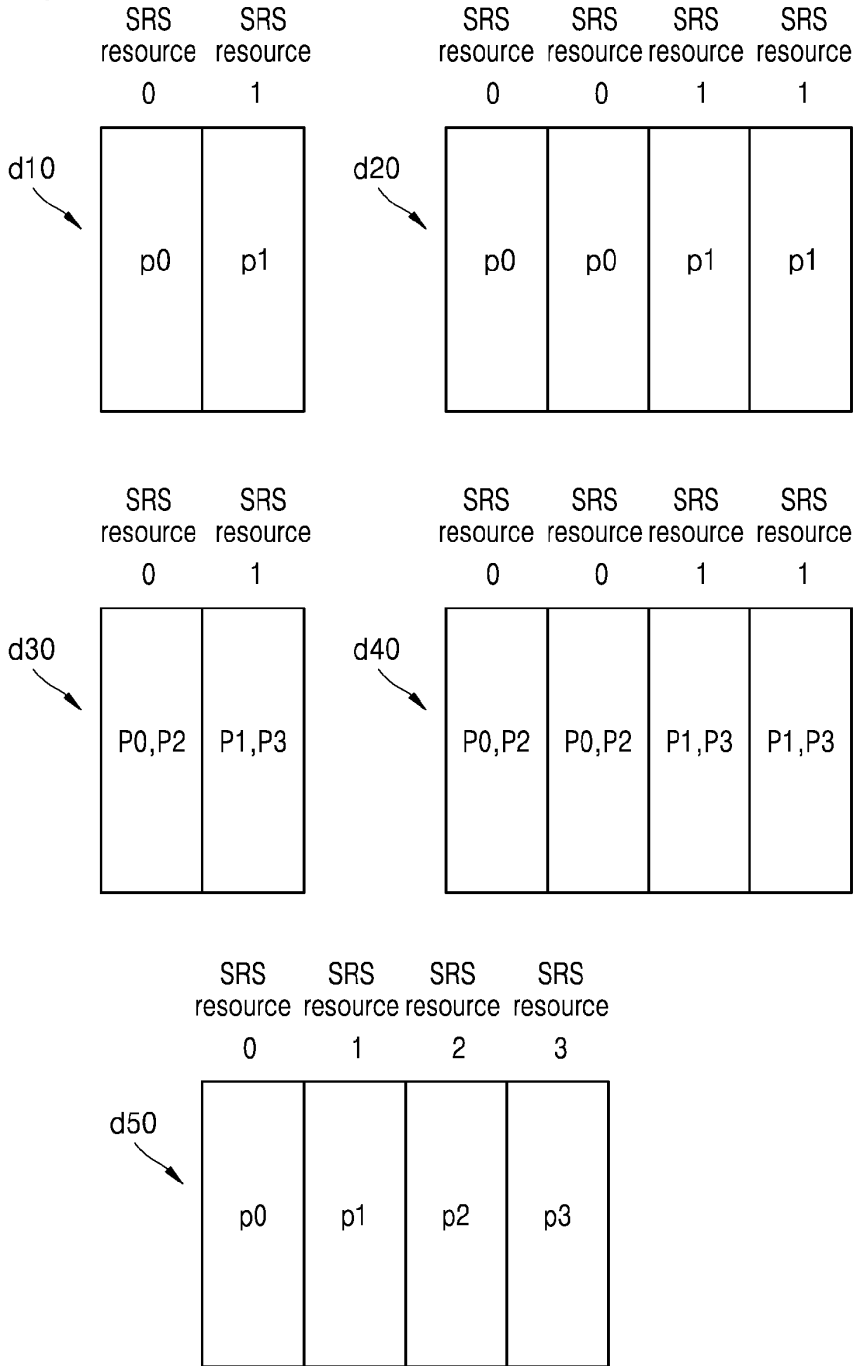 SRS SRS
resource resource
0 1
d10
p0 p1
SRS SRS SRS SRS
resource resource resource resource
0 0 1 1
d20
p0 p0 p1 p1
SRS SRS
resource resource
0 1
d30
P0,P2 P1,P3
SRS SRS SRS SRS
resource resource resource resource
0 0 1 1
d40
P0,P2 P0,P2 P1,P3 P1,P3
SRS SRS SRS SRS
resource resource resource resource
0 1 2 3
d50
p0 p1 p2 p3